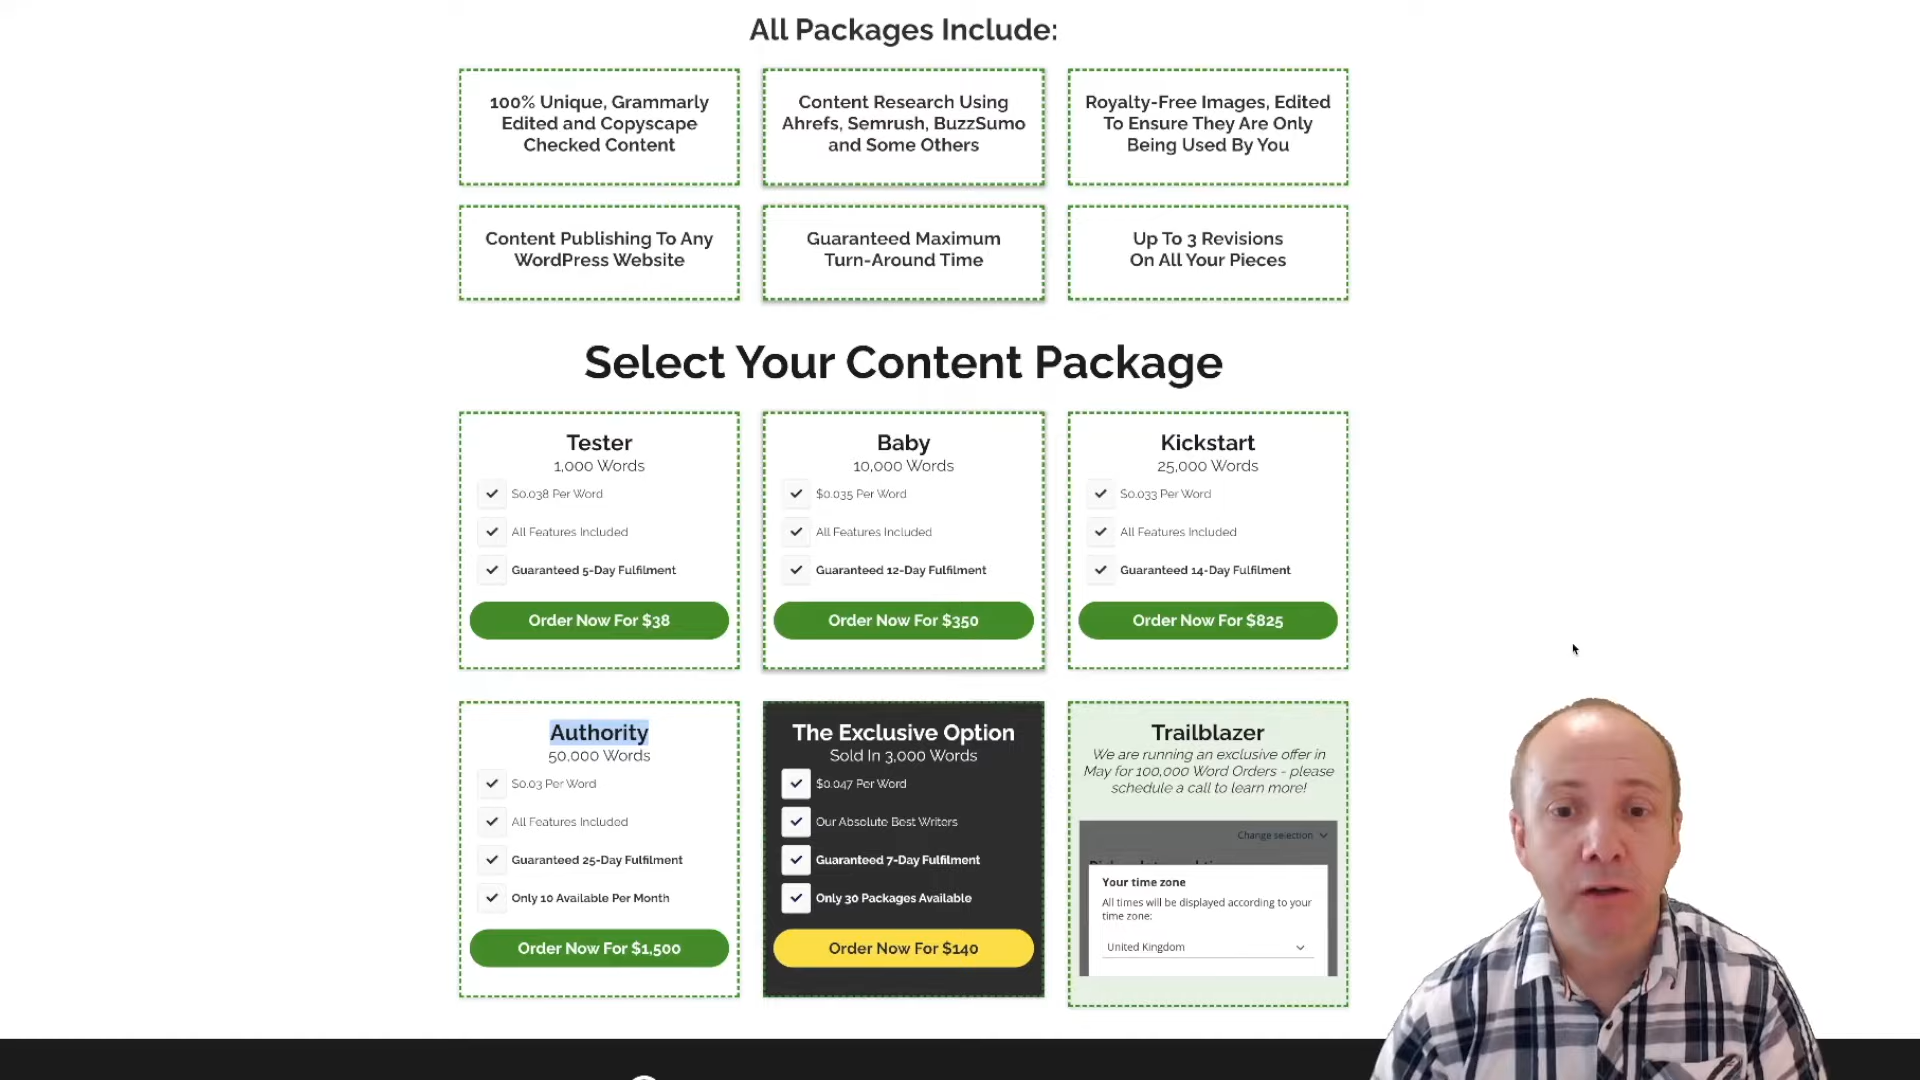 All Packages Include:
100% Unique, Grammarly
Edited and Copyscape
Checked Content
Content Research Using
Ahrefs, Semrush, BuzzSumo
and Some Others
Royalty-Free Images, Edited
To Ensure They Are Only
Being Used By You
Content Publishing To Any
WordPress Website
Guaranteed Maximum
Turn-Around Time
Up To 3 Revisions
On All Your Pieces
Select Your Content Package
Tester
1,000 Words
$0.038 Per Word
All Features Included
Guaranteed 5-Day Fulfilment
Order Now For $38
Baby
10,000 Words
$0.035 Per Word
All Features Included
Guaranteed 12-Day Fulfilment
Order Now For $350
Kickstart
25,000 Words
$0.033 Per Word
All Features Included
Guaranteed 14-Day Fulfilment
Order Now For $825
Authority
50,000 Words
$0.03 Per Word
All Features Included
Guaranteed 25-Day Fulfilment
Only 10 Available Per Month
Order Now For $1,500
The Exclusive Option
Sold In 3,000 Words
$0.047 Per Word
Our Absolute Best Writers
Guaranteed 7-Day Fulfilment
Only 30 Packages Available
Order Now For $140
Trailblazer
We are running an exclusive offer in
May for 100,000 Word Orders - please
schedule a call to learn more!
Change selection
Your time zone
All times will be displayed according to your
time zone:
United Kingdom